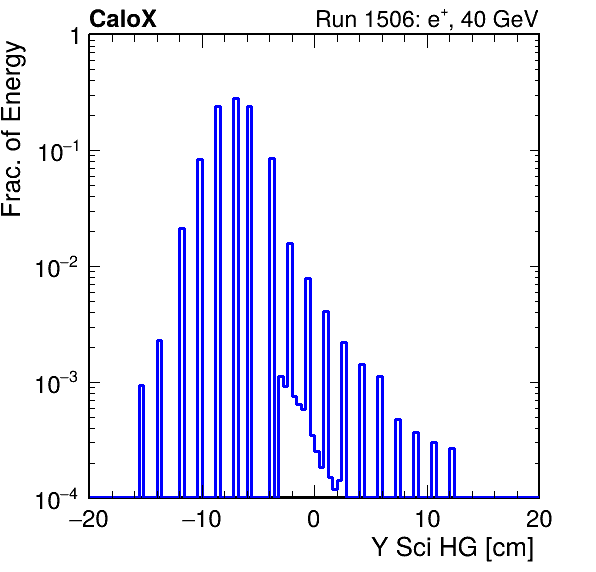 CaloX Run 1506: e⁺, 40 GeV
Frac. of Energy
1
10⁻¹
10⁻²
10⁻³
10⁻⁴
−20 −10 0 10 20
Y Sci HG [cm]